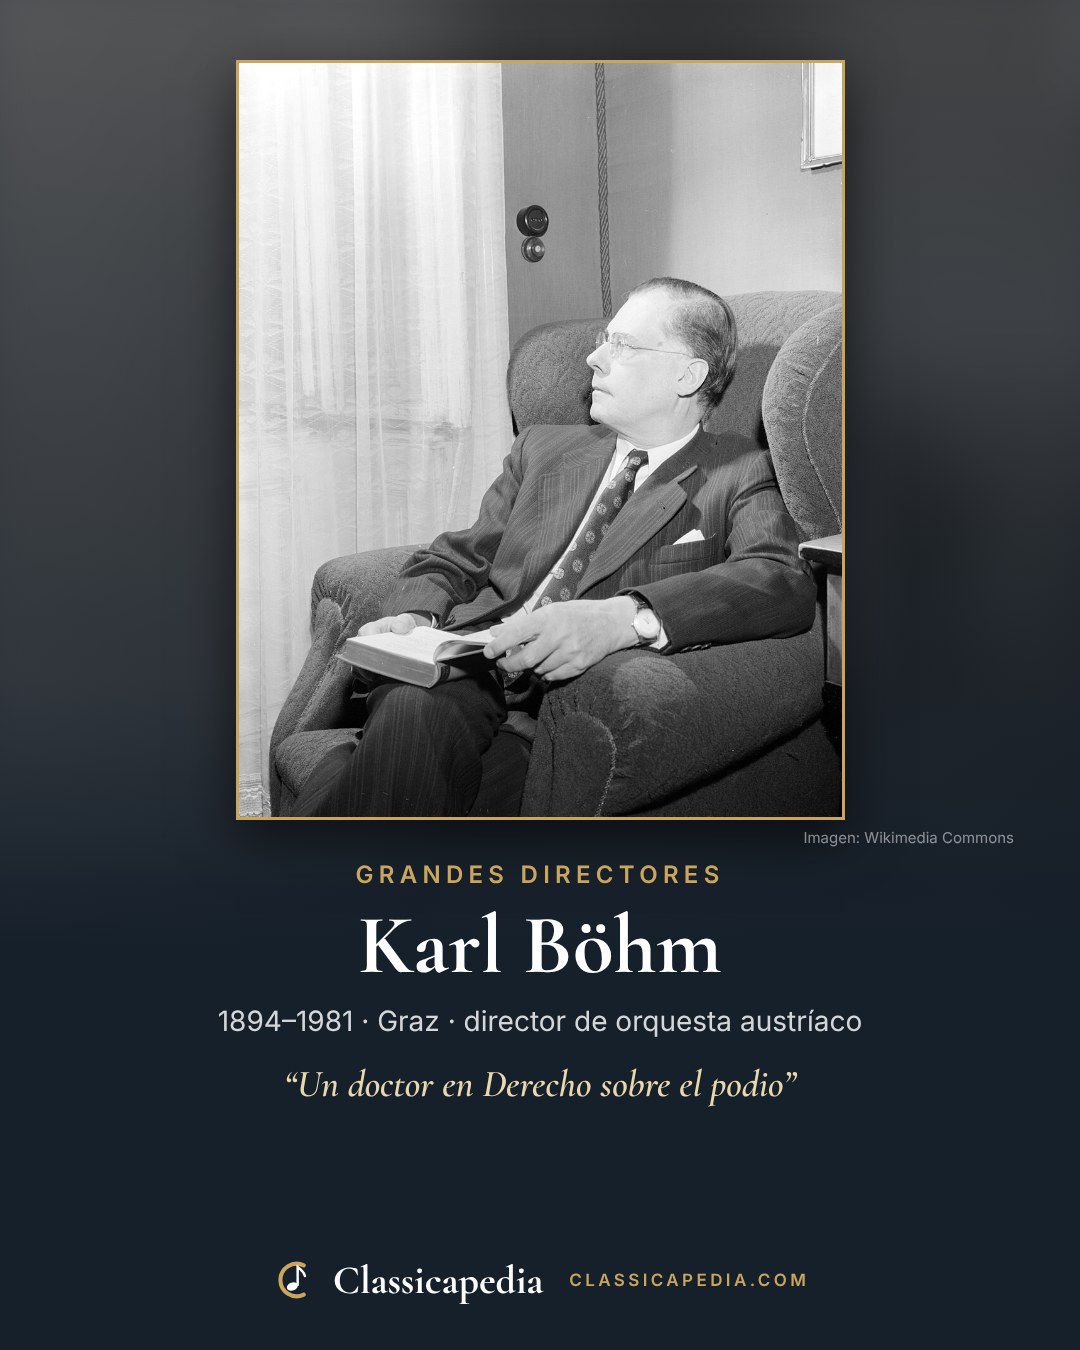 Imagen: Wikimedia Commons
GRANDES DIRECTORES
Karl Böhm
1894–1981 · Graz · director de orquesta austríaco
“Un doctor en Derecho sobre el podio”
Classicapedia CLASSICAPEDIA.COM